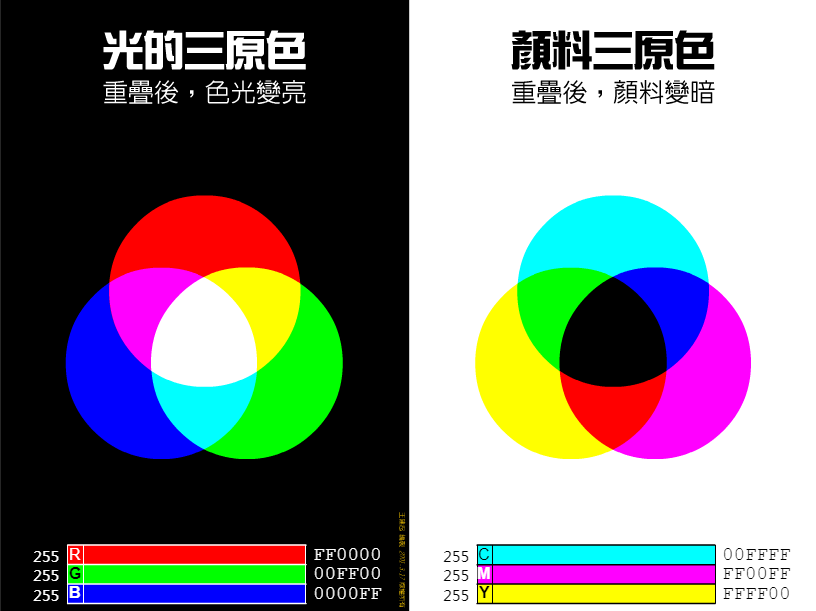 光的三原色
重疊後，色光變亮
255 R FF0000
255 G 00FF00
255 B 0000FF
顏料三原色
重疊後，顏料變暗
255 C 00FFFF
255 M FF00FF
255 Y FFFF00